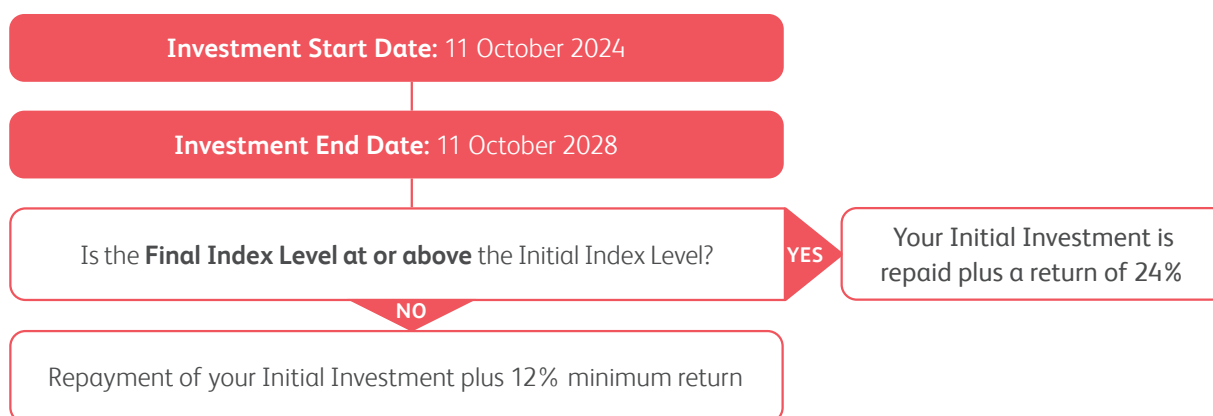 Investment Start Date: 11 October 2024
Investment End Date: 11 October 2028
Is the Final Index Level at or above the Initial Index Level?
YES
Your Initial Investment is
repaid plus a return of 24%
NO
Repayment of your Initial Investment plus 12% minimum return